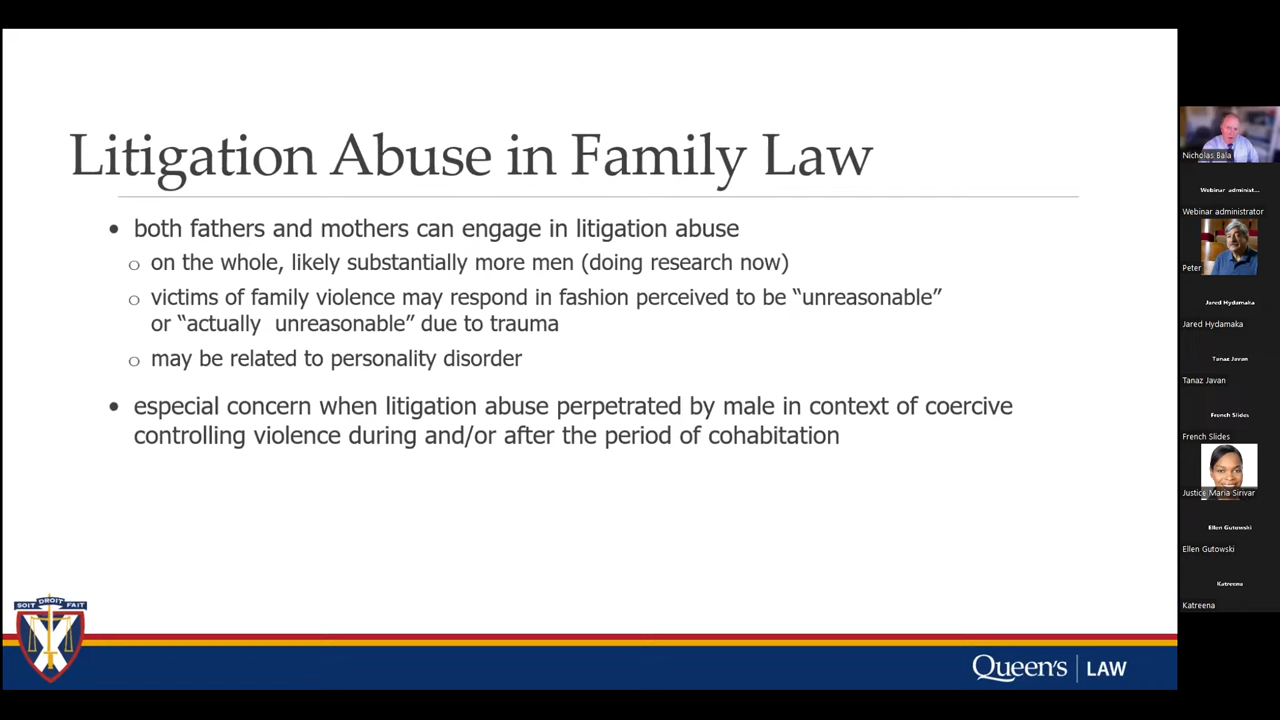 Litigation Abuse in Family Law
• both fathers and mothers can engage in litigation abuse
o on the whole, likely substantially more men (doing research now)
o victims of family violence may respond in fashion perceived to be “unreasonable”
or “actually unreasonable” due to trauma
o may be related to personality disorder
• especial concern when litigation abuse perpetrated by male in context of coercive
controlling violence during and/or after the period of cohabitation
SOIT DROIT FAIT
Queen's | LAW
Nicholas Bala
Webinar administ...
Webinar administrator
Peter
Jared Hydamaka
Jared Hydamaka
Tanaz Javan
Tanaz Javan
French Slides
French Slides
Justice Maria Sirivar
Ellen Gutowski
Ellen Gutowski
Katreena
Katreena